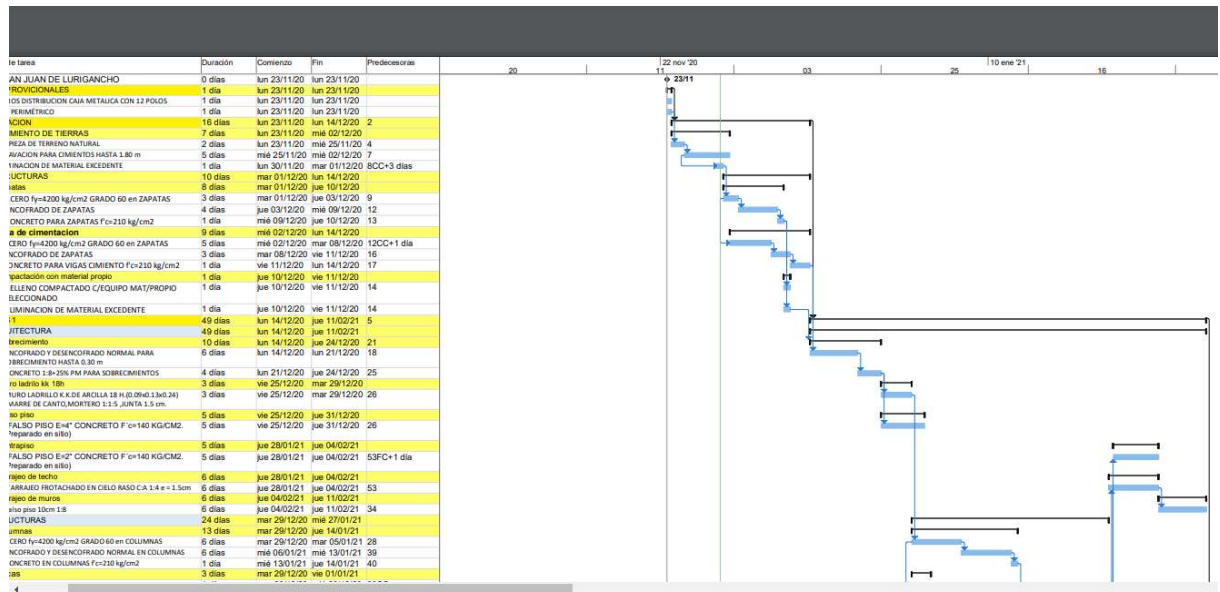 le tarea Duración Comienzo Fin Predecesoras 22 nov '20 10 ene '21
20 11 03 25 16
AN JUAN DE LURIGANCHO 0 días lun 23/11/20 lun 23/11/20 23/11
PROVICIONALES 1 día lun 23/11/20 lun 23/11/20
OS DISTRIBUCION CAJA METALICA CON 12 POLOS 1 día lun 23/11/20 lun 23/11/20
PERIMÉTRICO 1 día lun 23/11/20 lun 23/11/20
ACION 16 días lun 23/11/20 lun 14/12/20 2
MIENTO DE TIERRAS 7 días lun 23/11/20 mié 02/12/20
PIEZA DE TERRENO NATURAL 2 días lun 23/11/20 mié 25/11/20 4
AVACION PARA CIMIENTOS HASTA 1.80 m 5 días mié 25/11/20 mié 02/12/20 7
MINACION DE MATERIAL EXCEDENTE 1 día lun 30/11/20 mar 01/12/20 8CC+3 días
UCTURAS 10 días mar 01/12/20 lun 14/12/20
patas 8 días mar 01/12/20 jue 10/12/20
CERO fy=4200 kg/cm2 GRADO 60 en ZAPATAS 3 días mar 01/12/20 jue 03/12/20 9
NCOFRADO DE ZAPATAS 4 días jue 03/12/20 mié 09/12/20 12
ONCRETO PARA ZAPATAS f'c=210 kg/cm2 1 día mié 09/12/20 jue 10/12/20 13
a de cimentacion 9 días mié 02/12/20 lun 14/12/20
CERO fy=4200 kg/cm2 GRADO 60 en ZAPATAS 5 días mié 02/12/20 mar 08/12/20 12CC+1 día
NCOFRADO DE ZAPATAS 3 días mar 08/12/20 vie 11/12/20 16
ONCRETO PARA VIGAS CIMIENTO f'c=210 kg/cm2 1 día vie 11/12/20 lun 14/12/20 17
mpactación con material propio 1 día jue 10/12/20 vie 11/12/20
ELLENO COMPACTADO C/EQUIPO MAT/PROPIO 1 día jue 10/12/20 vie 11/12/20 14
ELECCIONADO
LIMINACION DE MATERIAL EXCEDENTE 1 día jue 10/12/20 vie 11/12/20 14
1 49 días lun 14/12/20 jue 11/02/21 5
UITECTURA 49 días lun 14/12/20 jue 11/02/21
brecimiento 10 días lun 14/12/20 jue 24/12/20 21
NCOFRADO Y DESENCOFRADO NORMAL PARA 6 días lun 14/12/20 lun 21/12/20 18
OBRECIMIENTO HASTA 0.30 m
ONCRETO 1:8+25% PM PARA SOBRECIMIENTOS 4 días lun 21/12/20 jue 24/12/20 25
ro ladrilo kk 18h 3 días vie 25/12/20 mar 29/12/20
MURO LADRILLO K.K.DE ARCILLA 18 H.(0.09x0.13x0.24) 3 días vie 25/12/20 mar 29/12/20 26
MARRE DE CANTO,MORTERO 1:1:5 ,JUNTA 1.5 cm.
so piso 5 días vie 25/12/20 jue 31/12/20
FALSO PISO E=4" CONCRETO F´c=140 KG/CM2. 5 días vie 25/12/20 jue 31/12/20 26
Preparado en sitio)
ntrapiso 5 días jue 28/01/21 jue 04/02/21
FALSO PISO E=2" CONCRETO F´c=140 KG/CM2. 5 días jue 28/01/21 jue 04/02/21 53FC+1 día
Preparado en sitio)
rajeo de techo 6 días jue 28/01/21 jue 04/02/21
ARRAJEO FROTACHADO EN CIELO RASO C:A 1:4 e = 1.5cm 6 días jue 28/01/21 jue 04/02/21 53
rajeo de muros 6 días jue 04/02/21 jue 11/02/21
also piso 10cm 1:8 6 días jue 04/02/21 jue 11/02/21 34
UCTURAS 24 días mar 29/12/20 mié 27/01/21
umnas 13 días mar 29/12/20 jue 14/01/21
CERO fy=4200 kg/cm2 GRADO 60 en COLUMNAS 6 días mar 29/12/20 mar 05/01/21 28
NCOFRADO Y DESENCOFRADO NORMAL EN COLUMNAS 6 días mié 06/01/21 mié 13/01/21 39
ONCRETO EN COLUMNAS f'c=210 kg/cm2 1 día mié 13/01/21 jue 14/01/21 40
cas 3 días mar 29/12/20 vie 01/01/21